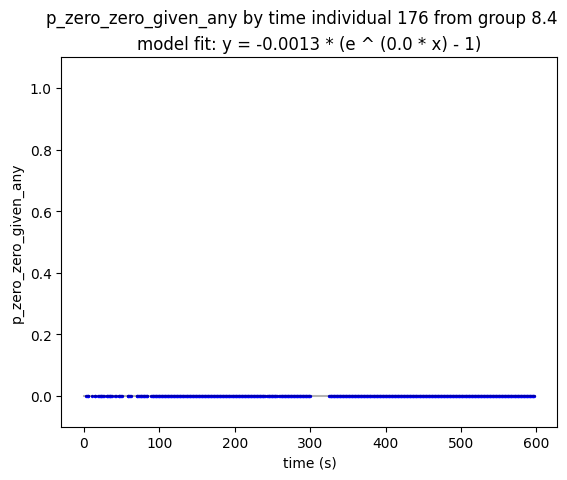 p_zero_zero_given_any by time individual 176 from group 8.4
model fit: y = -0.0013 * (e ^ (0.0 * x) - 1)
1.0
0.8
0.6
0.4
0.2
0.0
p_zero_zero_given_any
0 100 200 300 400 500 600
time (s)